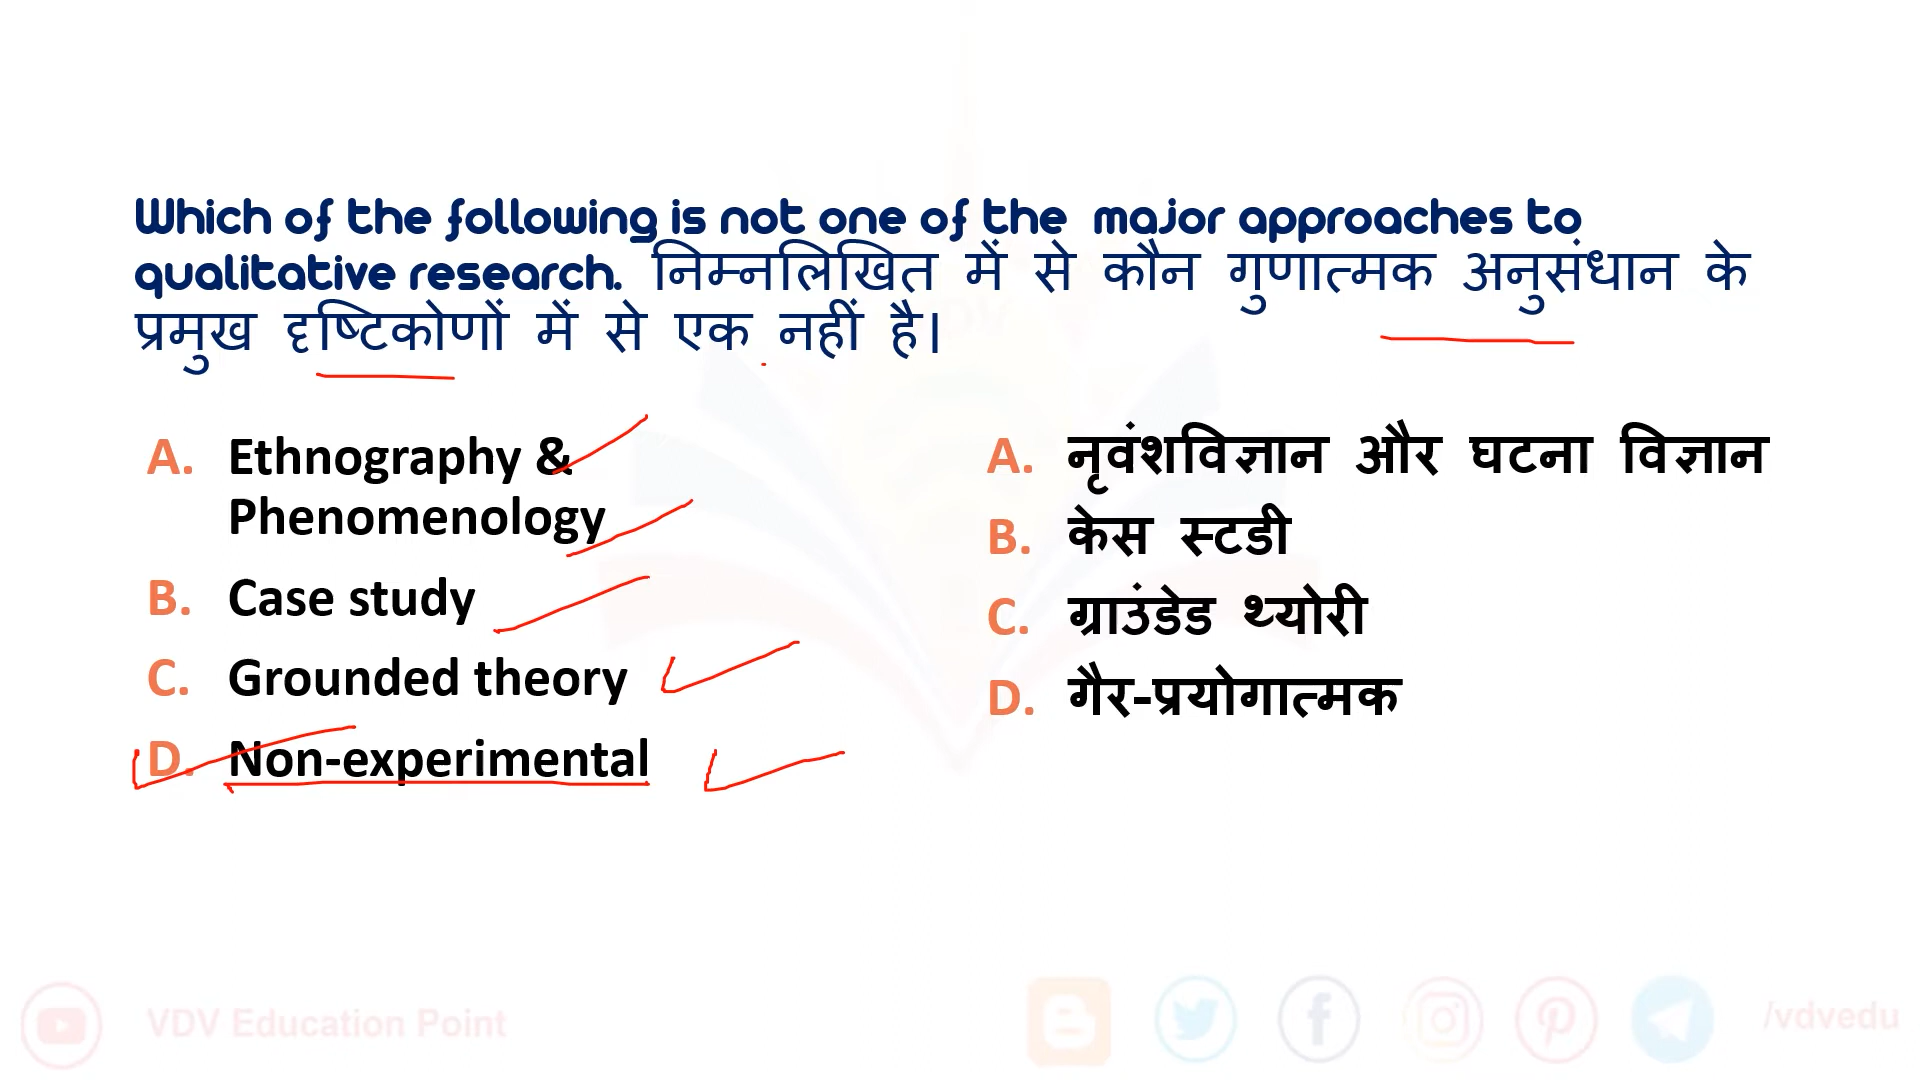 Which of the following is not one of the major approaches to
qualitative research. निम्नलिखित में से कौन गुणात्मक अनुसंधान के
प्रमुख दृष्टिकोणों में से एक नहीं है।
A. Ethnography &
Phenomenology
B. Case study
C. Grounded theory
D. Non-experimental
A. नृवंशविज्ञान और घटना विज्ञान
B. केस स्टडी
C. ग्राउंडेड थ्योरी
D. गैर-प्रयोगात्मक
VDV Education Point
/vdvedu